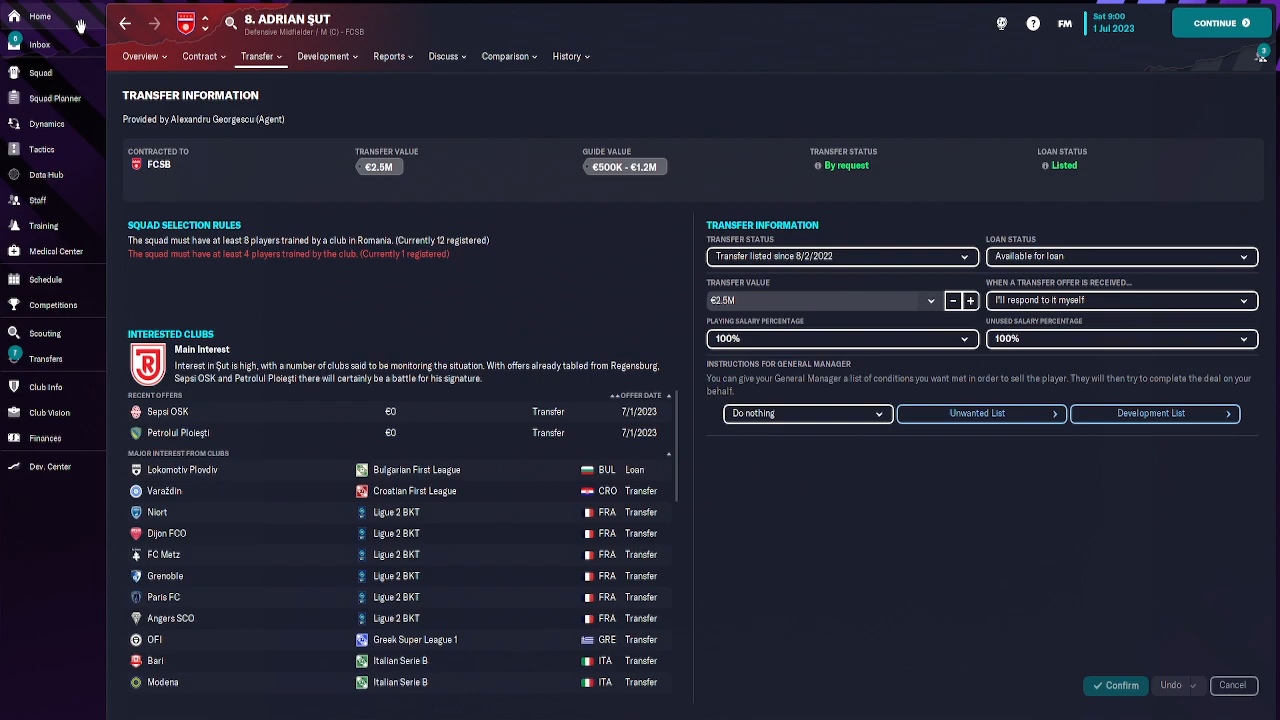 8. ADRIAN ŞUT
Defensive Midfielder / M (C) - FCSB
FM
Sat 9:00
1 Jul 2023
CONTINUE
Home
6
Inbox
Squad
Squad Planner
Dynamics
Tactics
Data Hub
Staff
Training
Medical Center
Schedule
Competitions
Scouting
7
Transfers
Club Info
Club Vision
Finances
Dev. Center
Overview
Contract
Transfer
Development
Reports
Discuss
Comparison
History
3
TRANSFER INFORMATION
Provided by Alexandru Georgescu (Agent)
CONTRACTED TO
FCSB
TRANSFER VALUE
€2.5M
GUIDE VALUE
€500K - €1.2M
TRANSFER STATUS
By request
LOAN STATUS
Listed
SQUAD SELECTION RULES
The squad must have at least 8 players trained by a club in Romania. (Currently 12 registered)
The squad must have at least 4 players trained by the club. (Currently 1 registered)
INTERESTED CLUBS
Main Interest
Interest in Şut is high, with a number of clubs said to be monitoring the situation. With offers already tabled from Regensburg,
Sepsi OSK and Petrolul Ploieşti there will certainly be a battle for his signature.
RECENT OFFERS OFFER DATE
Sepsi OSK €0 Transfer 7/1/2023
Petrolul Ploieşti €0 Transfer 7/1/2023
MAJOR INTEREST FROM CLUBS
Lokomotiv Plovdiv Bulgarian First League BUL Loan
Varaždin Croatian First League CRO Transfer
Niort Ligue 2 BKT FRA Transfer
Dijon FCO Ligue 2 BKT FRA Transfer
FC Metz Ligue 2 BKT FRA Transfer
Grenoble Ligue 2 BKT FRA Transfer
Paris FC Ligue 2 BKT FRA Transfer
Angers SCO Ligue 2 BKT FRA Transfer
OFI Greek Super League 1 GRE Transfer
Bari Italian Serie B ITA Transfer
Modena Italian Serie B ITA Transfer
TRANSFER INFORMATION
TRANSFER STATUS
Transfer listed since 8/2/2022
LOAN STATUS
Available for loan
TRANSFER VALUE
€2.5M
WHEN A TRANSFER OFFER IS RECEIVED...
I'll respond to it myself
PLAYING SALARY PERCENTAGE
100%
UNUSED SALARY PERCENTAGE
100%
INSTRUCTIONS FOR GENERAL MANAGER
You can give your General Manager a list of conditions you want met in order to sell the player. They will then try to complete the deal on your
behalf.
Do nothing
Unwanted List
Development List
Confirm
Undo
Cancel